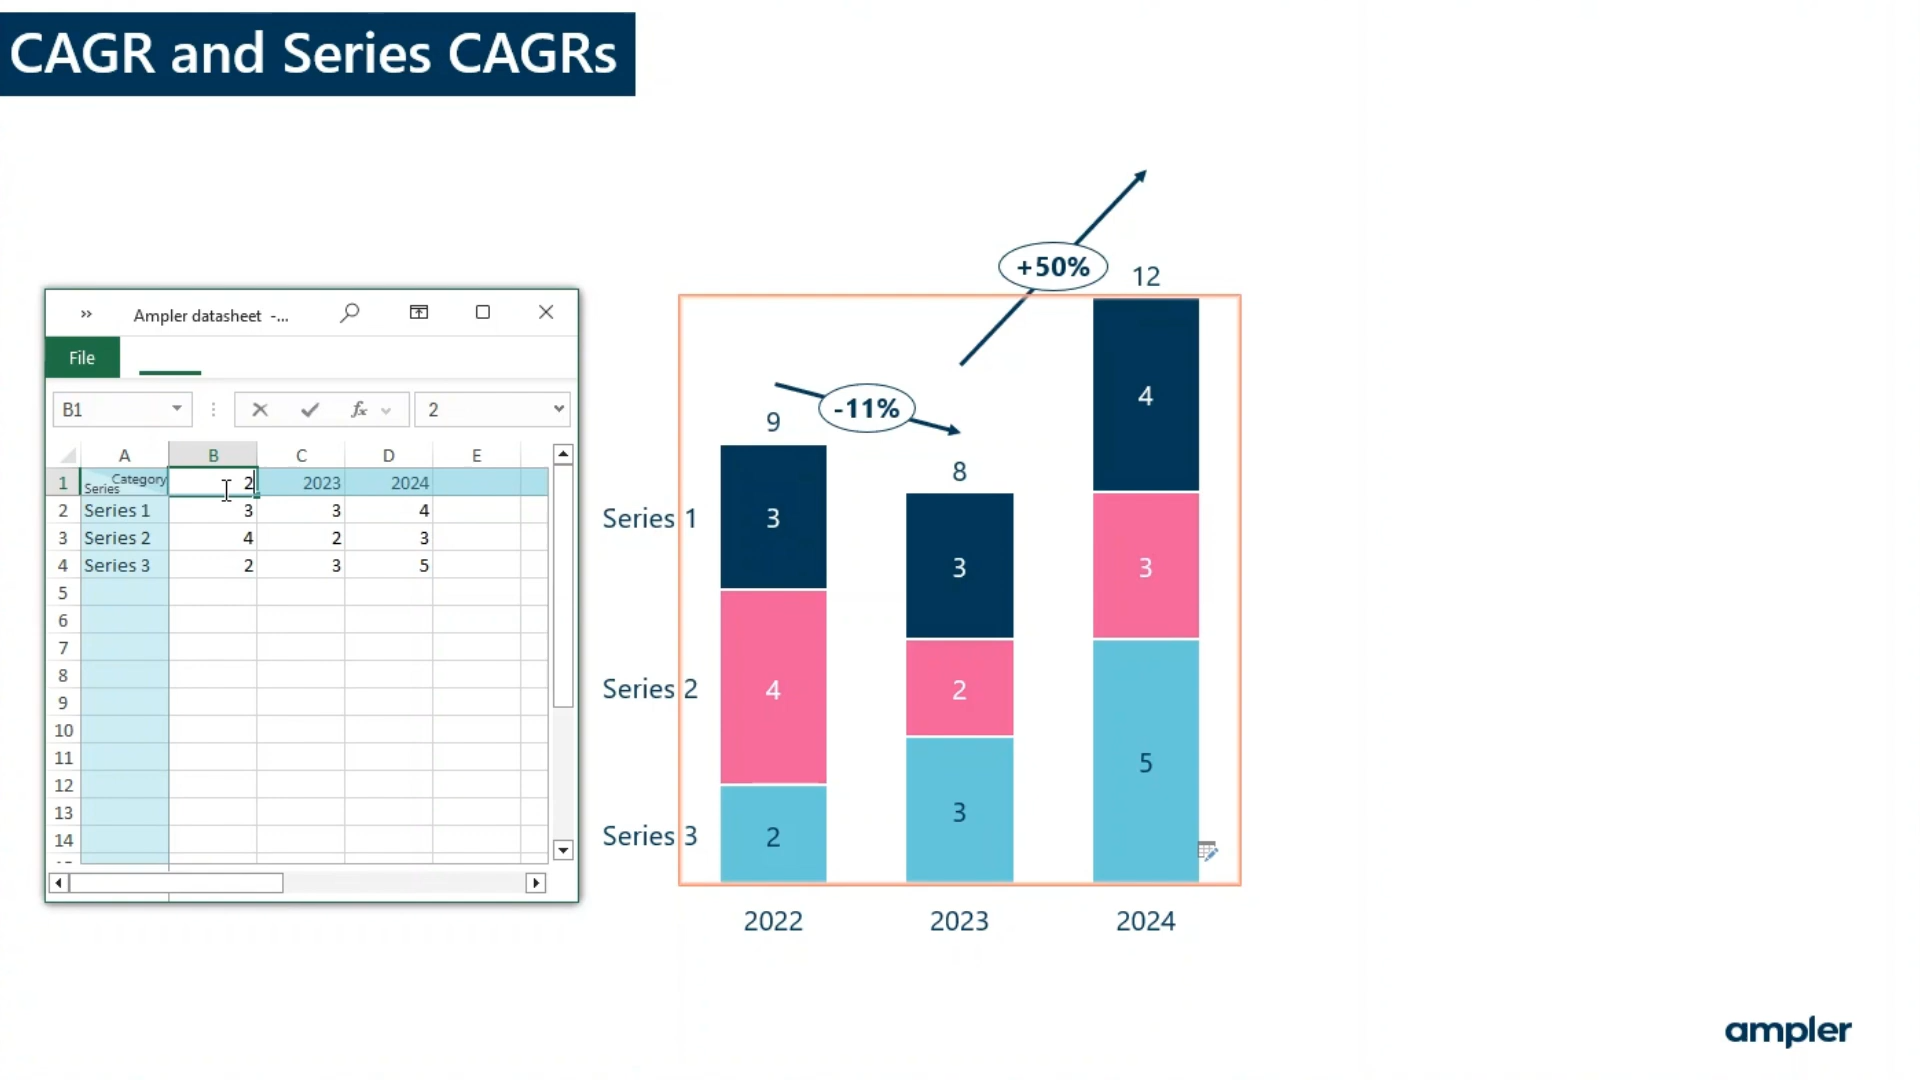 CAGR and Series CAGRs
+50%
12
» Ampler datasheet -...
File
B1
fx
2
-11%
9
8
A B C D E
1 Category Series 2 2023 2024
2 Series 1 3 3 4
3 Series 2 4 2 3
4 Series 3 2 3 5
5
6
7
8
9
10
11
12
13
14
Series 1 3 3 4
Series 2 4 2 3
Series 3 2 3 5
2022 2023 2024
ampler